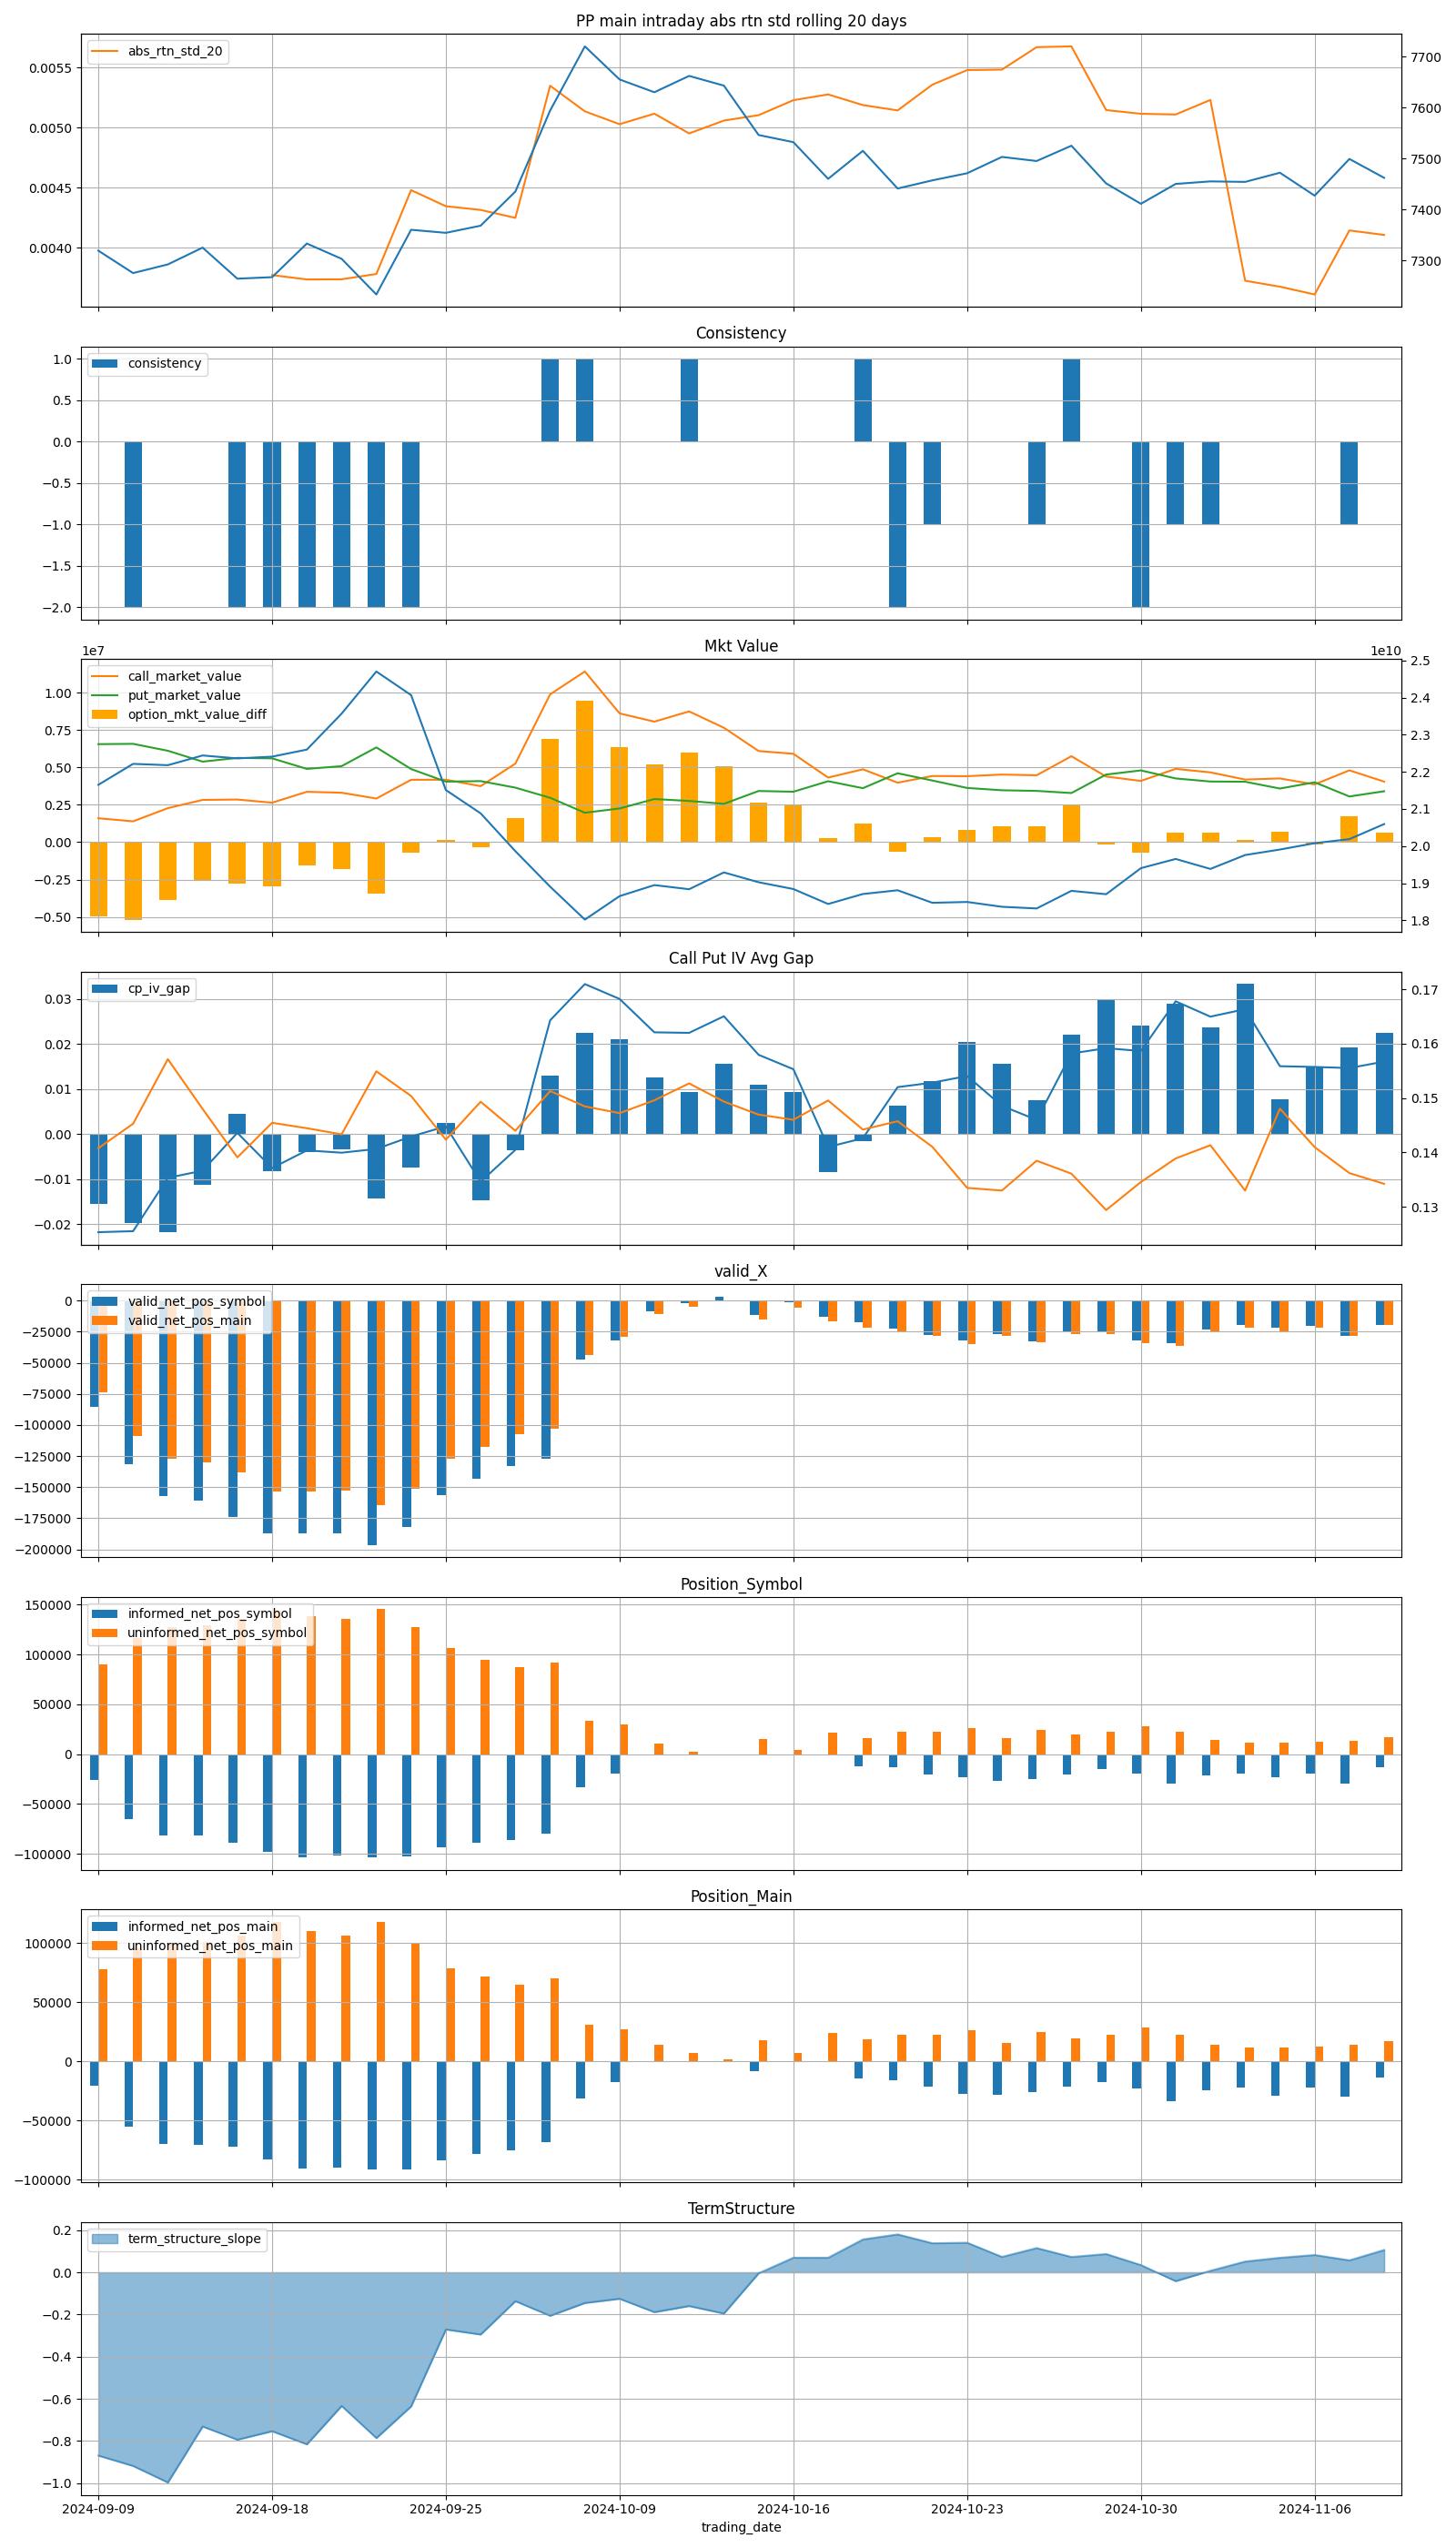 PP main intraday abs rtn std rolling 20 days
abs_rtn_std_20
0.0055
0.0050
0.0045
0.0040
7700
7600
7500
7400
7300
Consistency
consistency
1.0
0.5
0.0
−0.5
−1.0
−1.5
−2.0
Mkt Value
1e7
1e10
call_market_value
put_market_value
option_mkt_value_diff
1.00
0.75
0.50
0.25
0.00
−0.25
−0.50
2.5
2.4
2.3
2.2
2.1
2.0
1.9
1.8
Call Put IV Avg Gap
cp_iv_gap
0.03
0.02
0.01
0.00
−0.01
−0.02
0.17
0.16
0.15
0.14
0.13
valid_X
valid_net_pos_symbol
valid_net_pos_main
0
−25000
−50000
−75000
−100000
−125000
−150000
−175000
−200000
Position_Symbol
informed_net_pos_symbol
uninformed_net_pos_symbol
150000
100000
50000
0
−50000
−100000
Position_Main
informed_net_pos_main
uninformed_net_pos_main
100000
50000
0
−50000
−100000
TermStructure
term_structure_slope
0.2
0.0
−0.2
−0.4
−0.6
−0.8
−1.0
2024-09-09 2024-09-18 2024-09-25 2024-10-09 2024-10-16 2024-10-23 2024-10-30 2024-11-06
trading_date